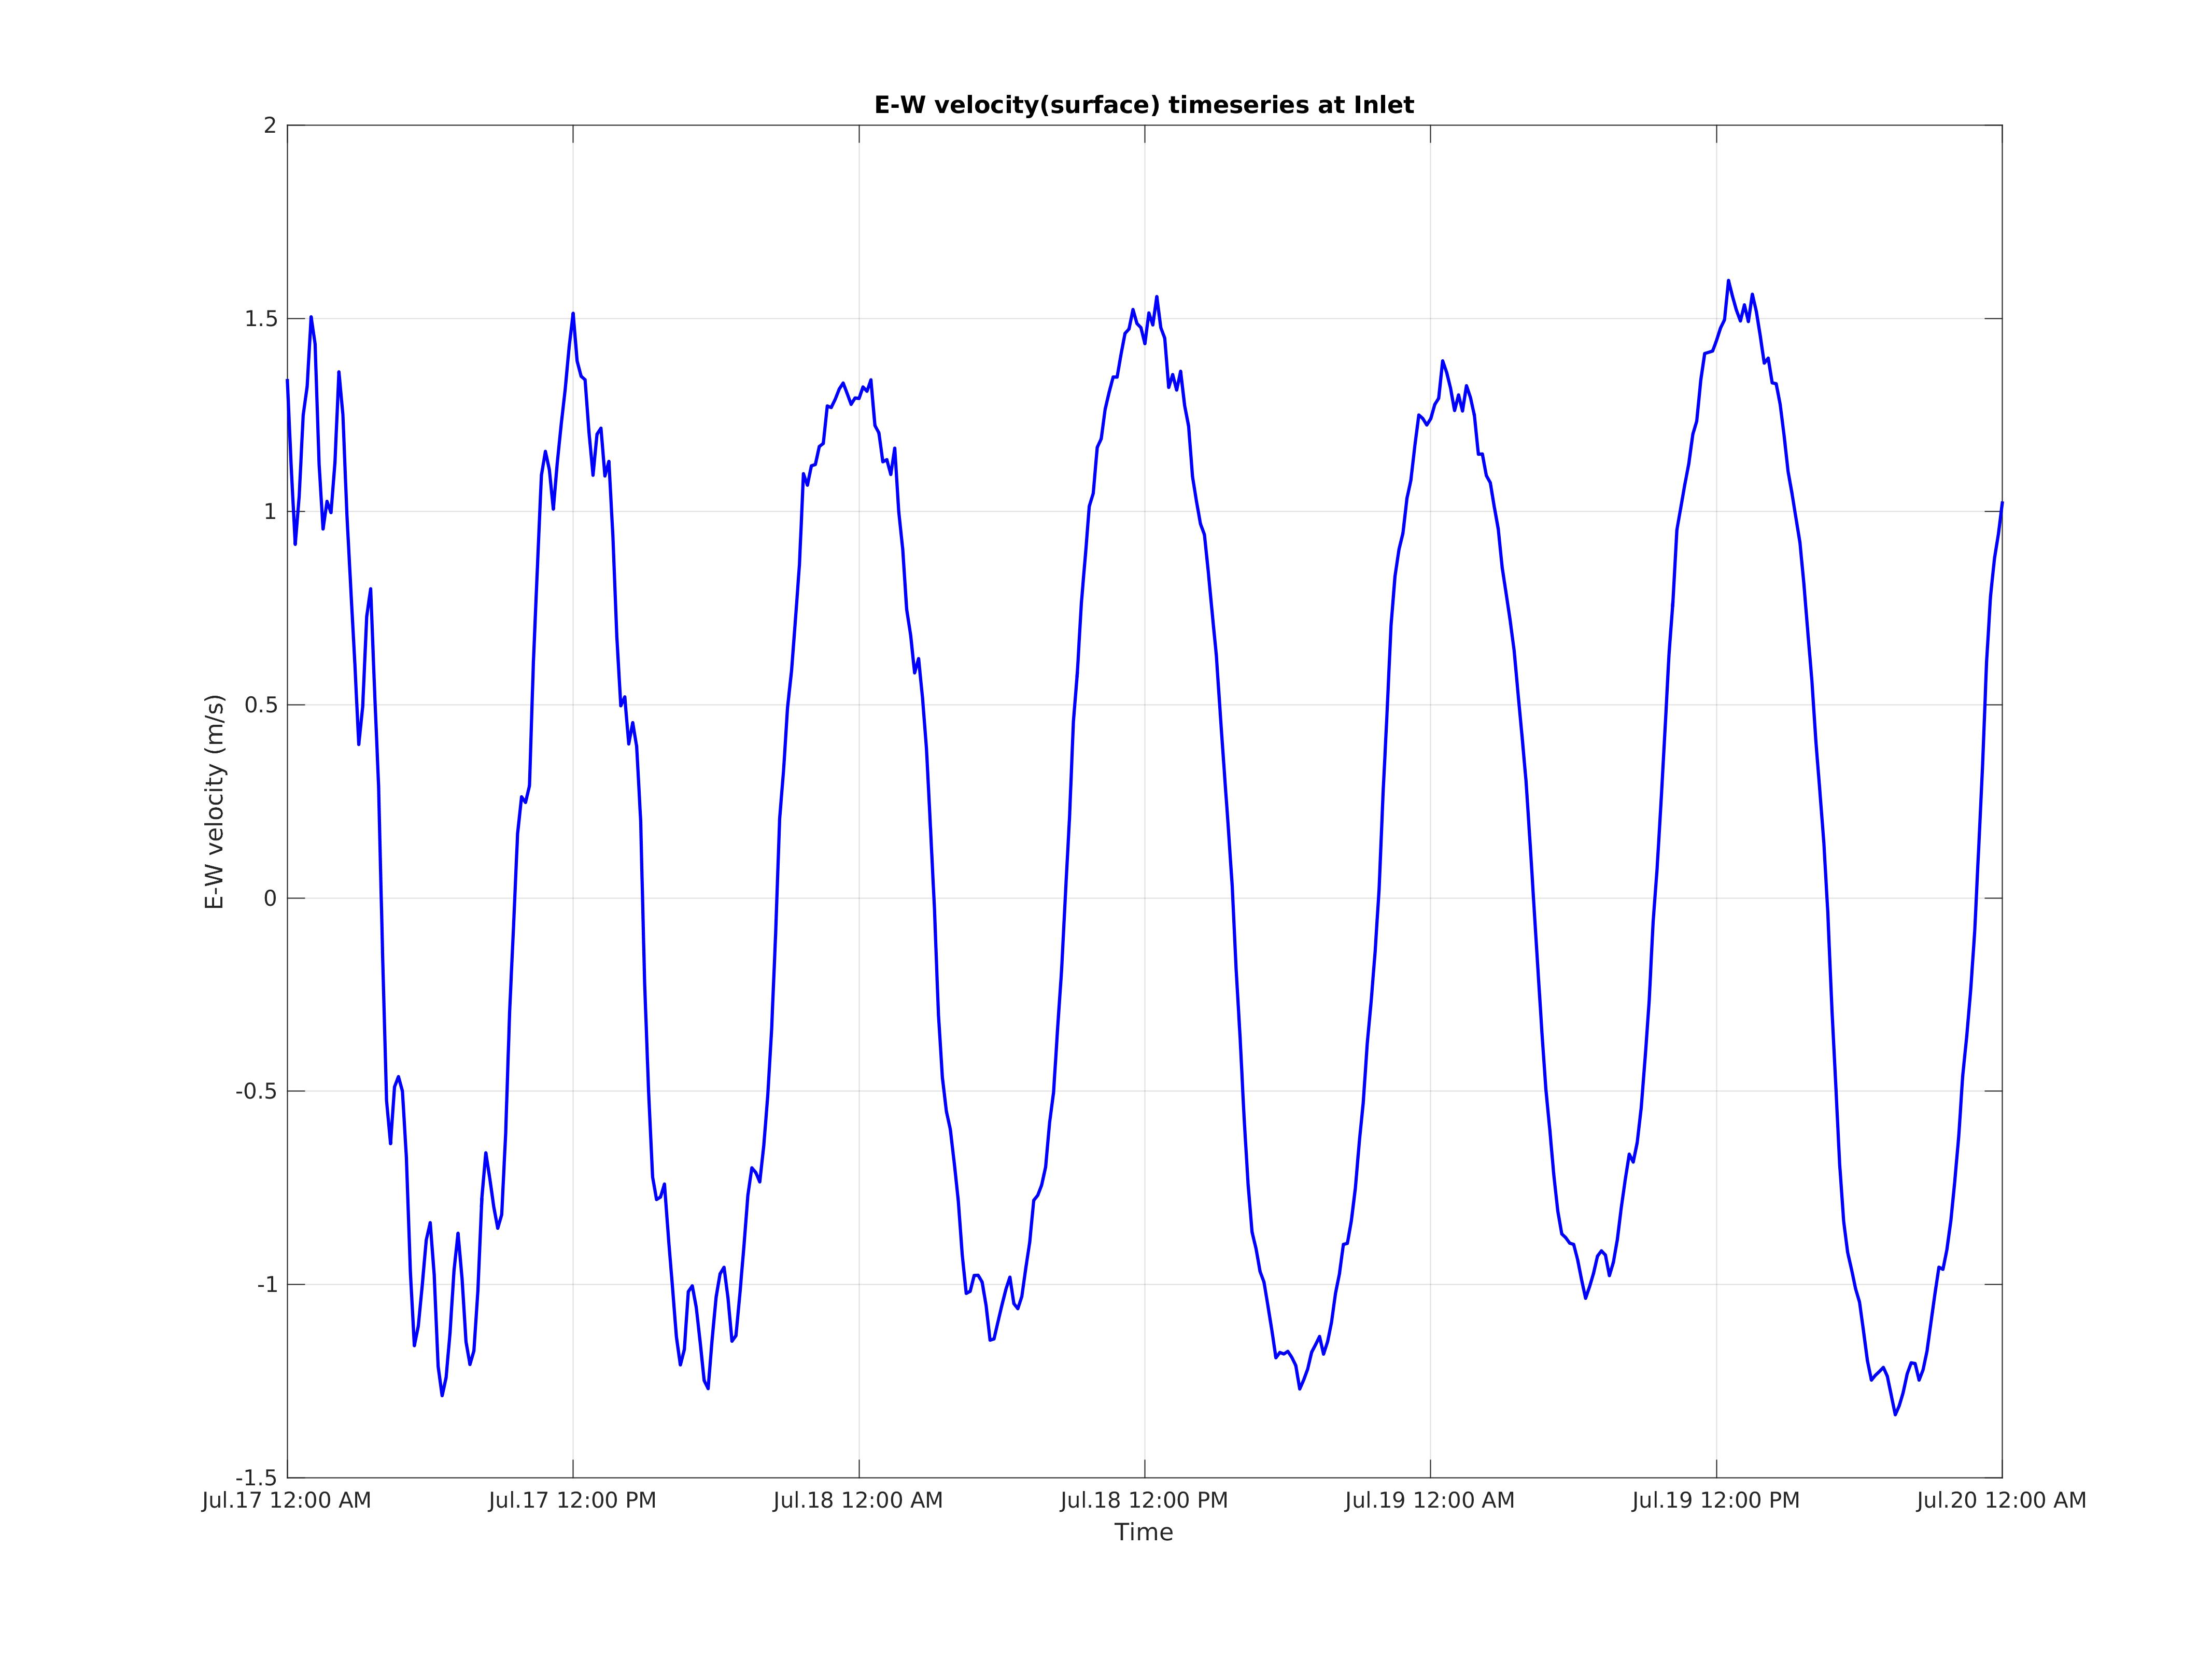 E-W velocity(surface) timeseries at Inlet
2
1.5
1
0.5
0
-0.5
-1
-1.5
E-W velocity (m/s)
Jul.17 12:00 AM
Jul.17 12:00 PM
Jul.18 12:00 AM
Jul.18 12:00 PM
Jul.19 12:00 AM
Jul.19 12:00 PM
Jul.20 12:00 AM
Time